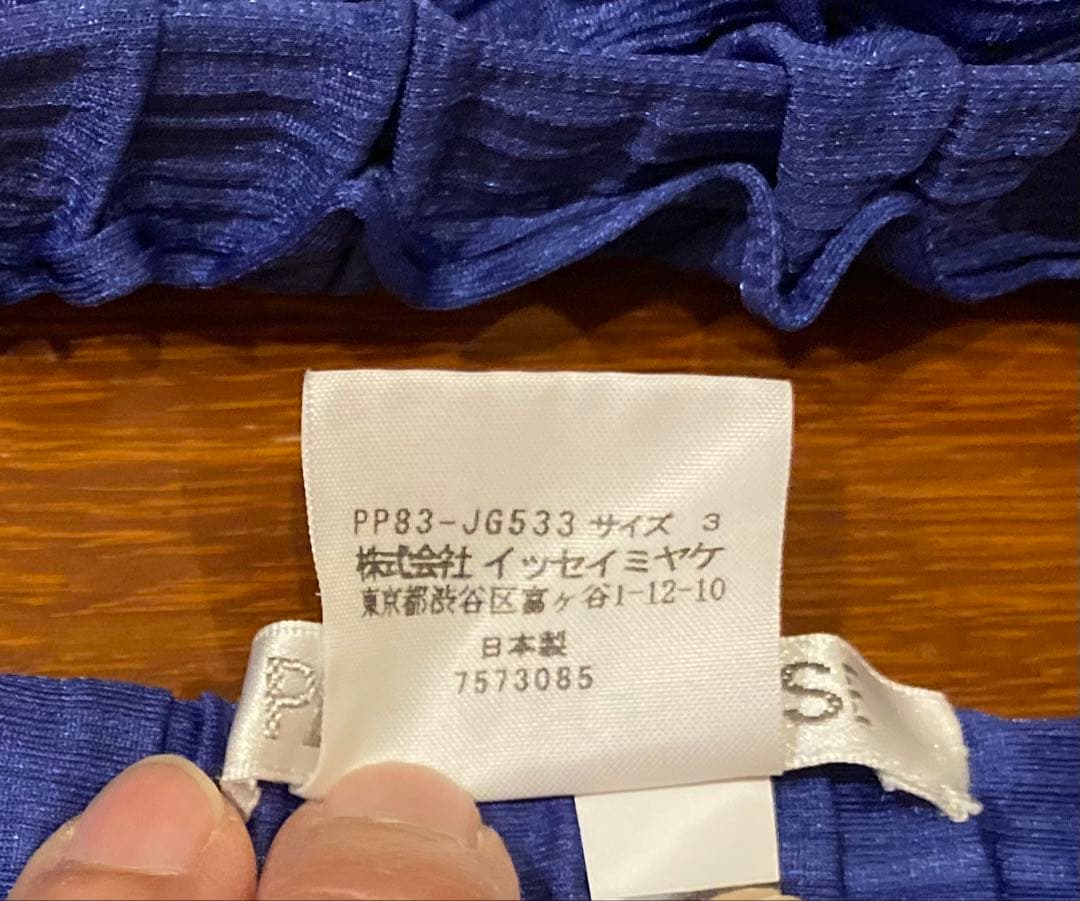 PP83-JG533 サイズ 3
株式会社 イッセイミヤケ
東京都渋谷区富ヶ谷1-12-10
日本製
7573085